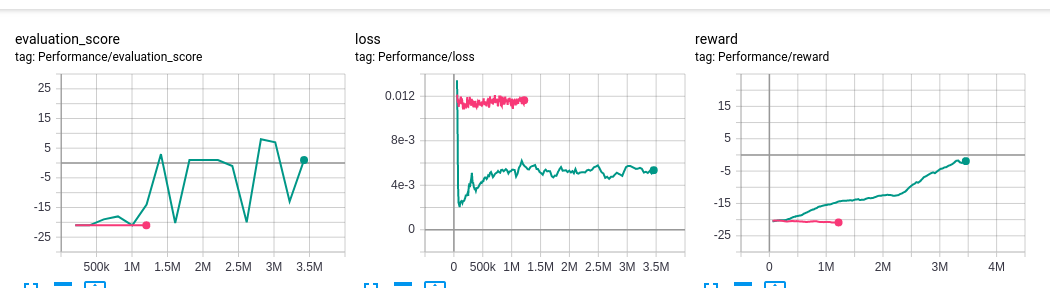 evaluation_score
tag: Performance/evaluation_score
25
15
5
-5
-15
-25
500k 1M 1.5M 2M 2.5M 3M 3.5M
loss
tag: Performance/loss
0.012
8e-3
4e-3
0
0 500k 1M 1.5M 2M 2.5M 3M 3.5M
reward
tag: Performance/reward
15
5
-5
-15
-25
0 1M 2M 3M 4M